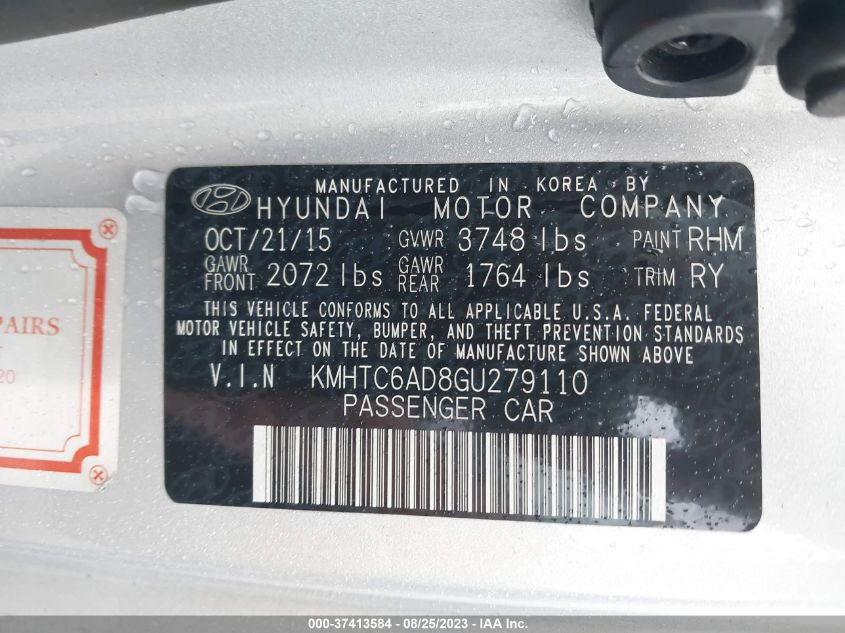 MANUFACTURED IN KOREA BY
HYUNDAI MOTOR COMPANY
OCT/21/15 GVWR 3748 lbs PAINT RHM
GAWR FRONT 2072 lbs GAWR REAR 1764 lbs TRIM RY
THIS VEHICLE CONFORMS TO ALL APPLICABLE U.S.A. FEDERAL
MOTOR VEHICLE SAFETY, BUMPER, AND THEFT PREVENTION STANDARDS
IN EFFECT ON THE DATE OF MANUFACTURE SHOWN ABOVE
V.I.N KMHTC6AD8GU279110
PASSENGER CAR
PAIRS
20
000-37413584 - 08/25/2023 - IAAI.com